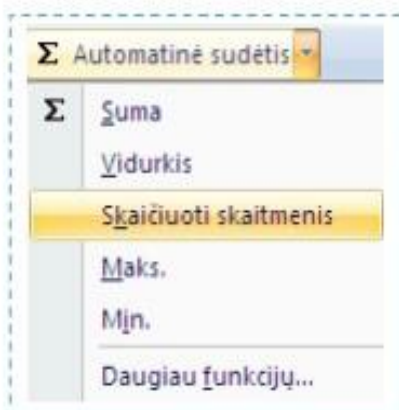 Σ Automatinė sudėtis
Σ Suma
Vidurkis
Skaičiuoti skaitmenis
Maks.
Min.
Daugiau funkcijų...